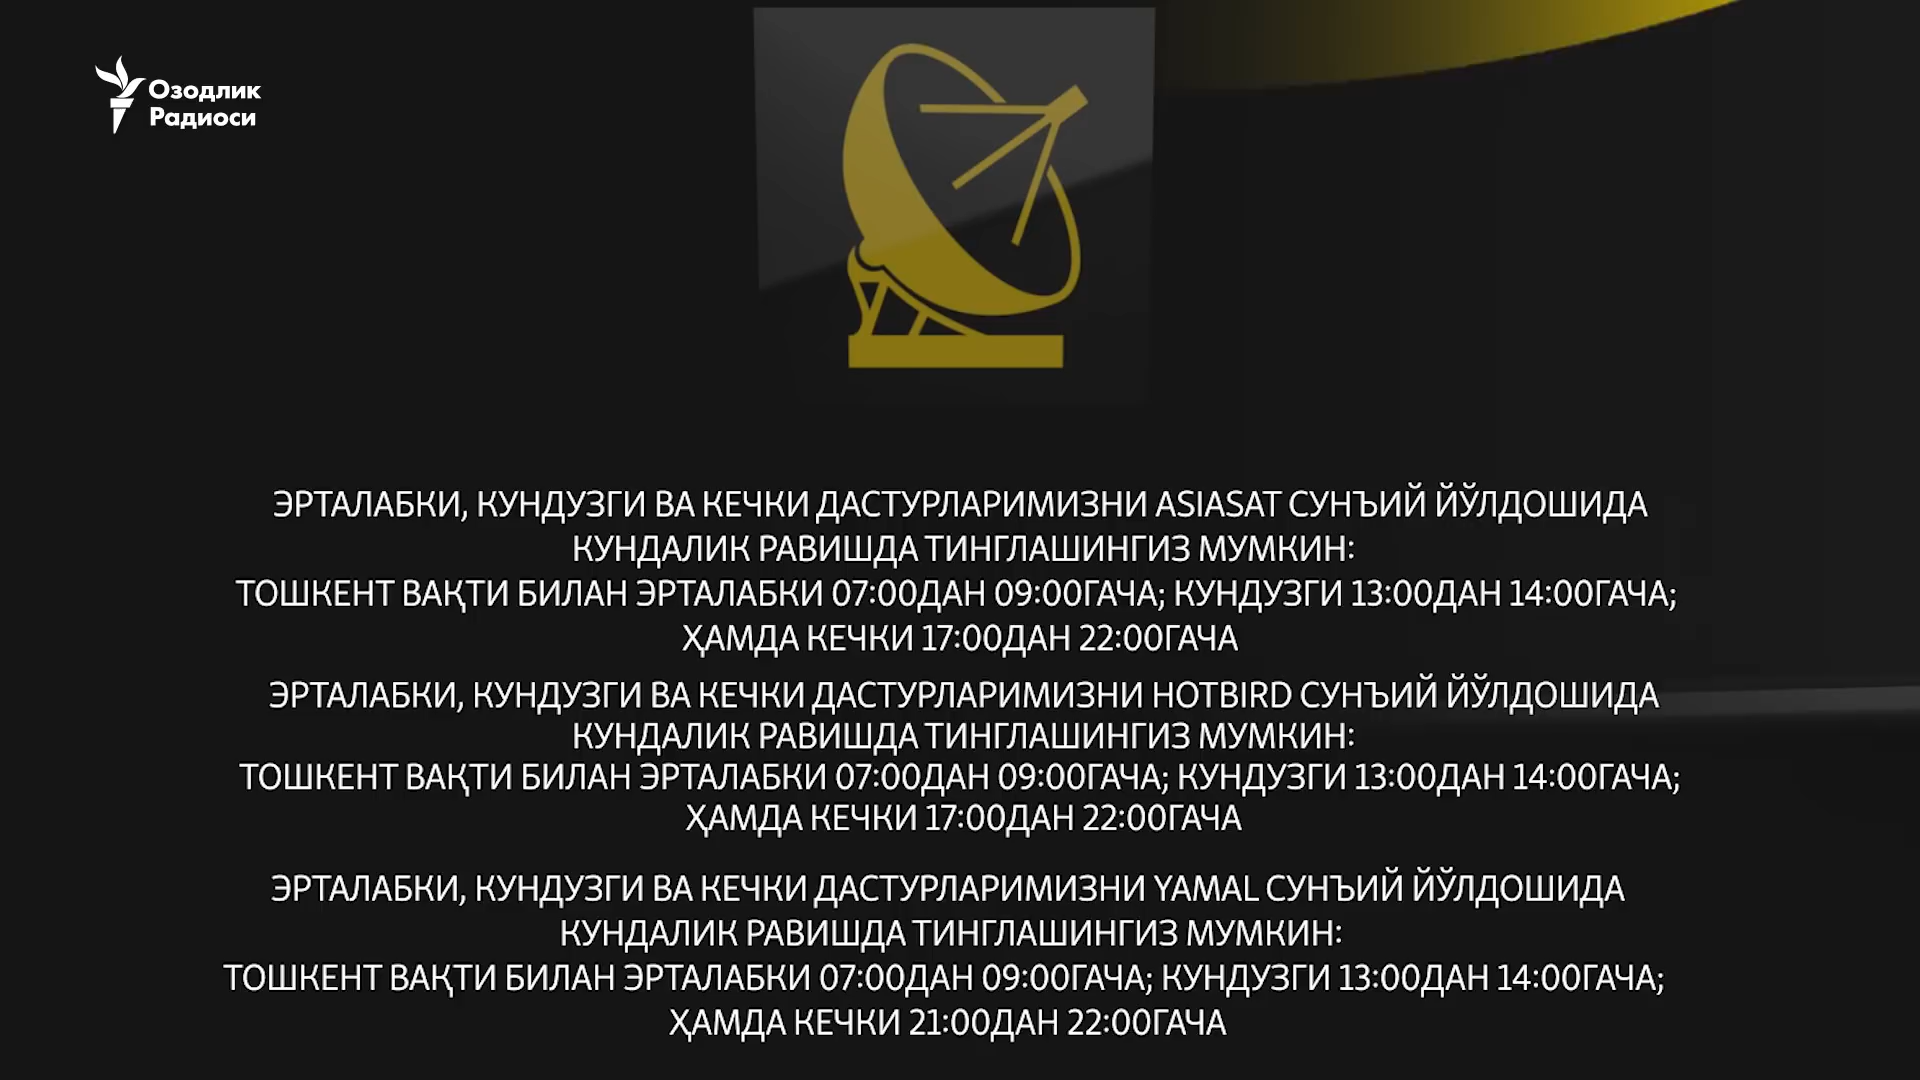 Озодлик
Радиоси
ЭРТАЛАБКИ, КУНДУЗГИ ВА КЕЧКИ ДАСТУРЛАРИМИЗНИ ASIASAT СУНЪИЙ ЙЎЛДОШИДА
КУНДАЛИК РАВИШДА ТИНГЛАШИНГИЗ МУМКИН:
ТОШКЕНТ ВАҚТИ БИЛАН ЭРТАЛАБКИ 07:00ДАН 09:00ГАЧА; КУНДУЗГИ 13:00ДАН 14:00ГАЧА;
ҲАМДА КЕЧКИ 17:00ДАН 22:00ГАЧА
ЭРТАЛАБКИ, КУНДУЗГИ ВА КЕЧКИ ДАСТУРЛАРИМИЗНИ HOTBIRD СУНЪИЙ ЙЎЛДОШИДА
КУНДАЛИК РАВИШДА ТИНГЛАШИНГИЗ МУМКИН:
ТОШКЕНТ ВАҚТИ БИЛАН ЭРТАЛАБКИ 07:00ДАН 09:00ГАЧА; КУНДУЗГИ 13:00ДАН 14:00ГАЧА;
ҲАМДА КЕЧКИ 17:00ДАН 22:00ГАЧА
ЭРТАЛАБКИ, КУНДУЗГИ ВА КЕЧКИ ДАСТУРЛАРИМИЗНИ YAMAL СУНЪИЙ ЙЎЛДОШИДА
КУНДАЛИК РАВИШДА ТИНГЛАШИНГИЗ МУМКИН:
ТОШКЕНТ ВАҚТИ БИЛАН ЭРТАЛАБКИ 07:00ДАН 09:00ГАЧА; КУНДУЗГИ 13:00ДАН 14:00ГАЧА;
ҲАМДА КЕЧКИ 21:00ДАН 22:00ГАЧА